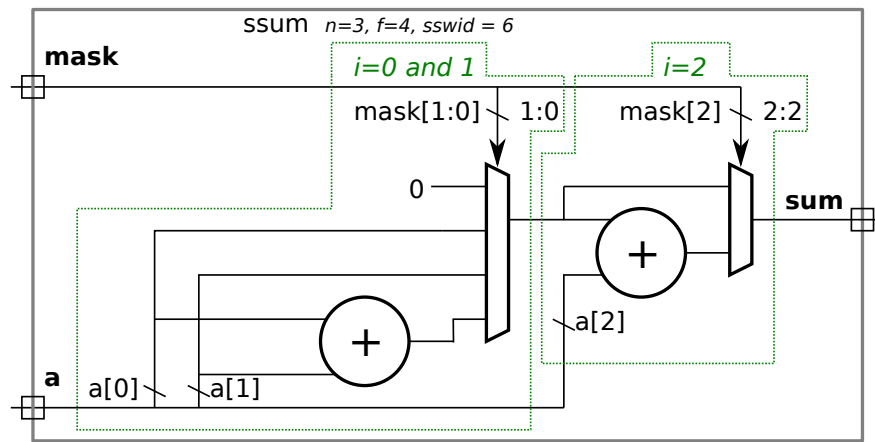 ssum n=3, f=4, sswid = 6
mask
i=0 and 1
i=2
mask[1:0] 1:0
mask[2] 2:2
0
sum
+
a[2]
+
a
a[0]
a[1]